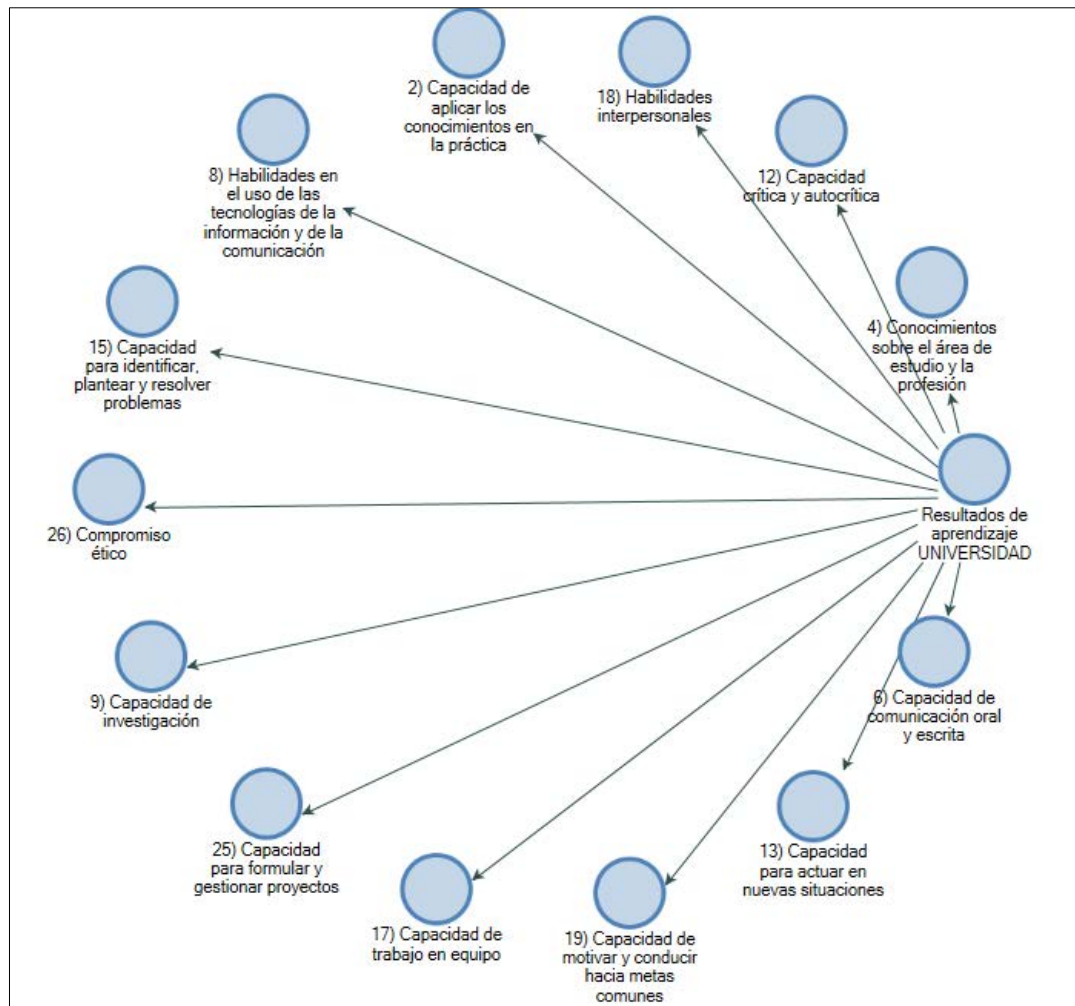 2) Capacidad de
aplicar los
conocimientos en
la práctica
18) Habilidades
interpersonales
12) Capacidad
crítica y autocrítica
8) Habilidades en
el uso de las
tecnologías de la
información y de la
comunicación
4) Conocimientos
sobre el área de
estudio y la
profesión
15) Capacidad
para identificar,
plantear y resolver
problemas
26) Compromiso
ético
Resultados de
aprendizaje
UNIVERSIDAD
9) Capacidad de
investigación
6) Capacidad de
comunicación oral
y escrita
25) Capacidad
para formular y
gestionar proyectos
13) Capacidad
para actuar en
nuevas situaciones
17) Capacidad de
trabajo en equipo
19) Capacidad de
motivar y conducir
hacia metas
comunes